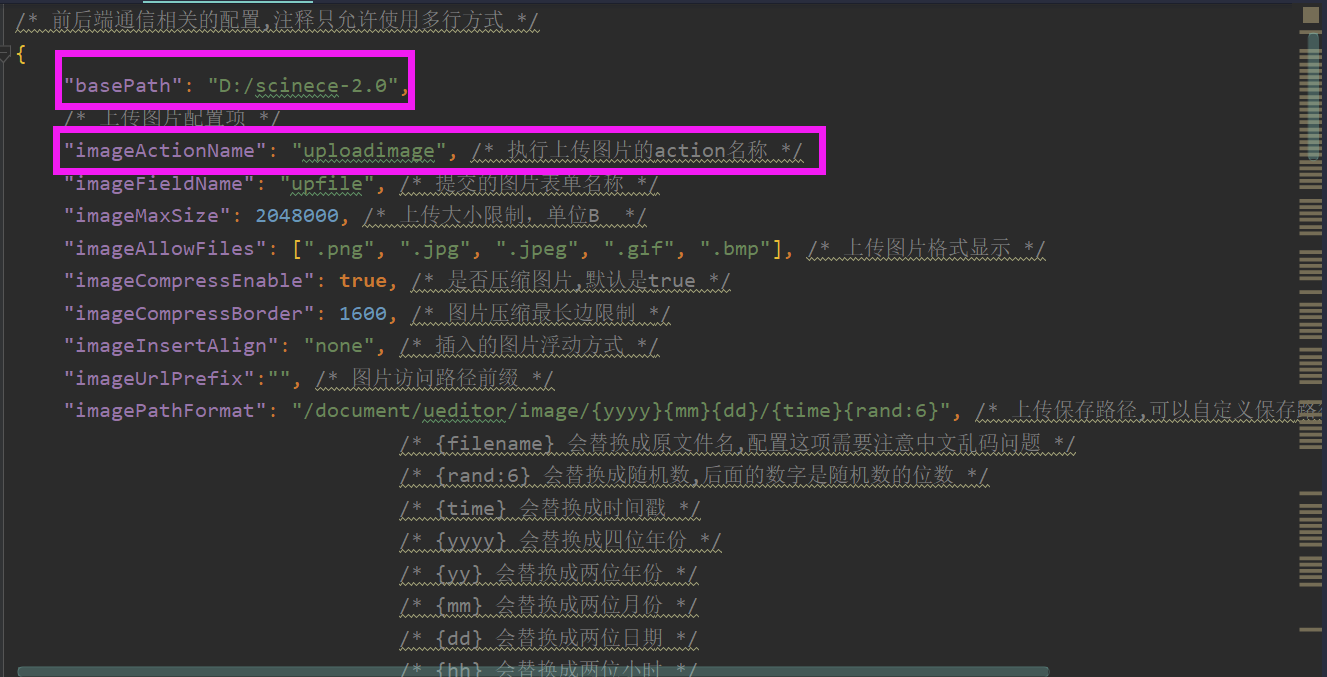 /* 前后端通信相关的配置,注释只允许使用多行方式 */
{
"basePath": "D:/scinece-2.0",
/* 上传图片配置项 */
"imageActionName": "uploadimage", /* 执行上传图片的action名称 */
"imageFieldName": "upfile", /* 提交的图片表单名称 */
"imageMaxSize": 2048000, /* 上传大小限制，单位B */
"imageAllowFiles": [".png", ".jpg", ".jpeg", ".gif", ".bmp"], /* 上传图片格式显示 */
"imageCompressEnable": true, /* 是否压缩图片,默认是true */
"imageCompressBorder": 1600, /* 图片压缩最长边限制 */
"imageInsertAlign": "none", /* 插入的图片浮动方式 */
"imageUrlPrefix":"", /* 图片访问路径前缀 */
"imagePathFormat": "/document/ueditor/image/{yyyy}{mm}{dd}/{time}{rand:6}", /* 上传保存路径,可以自定义保存路
/* {filename} 会替换成原文件名,配置这项需要注意中文乱码问题 */
/* {rand:6} 会替换成随机数,后面的数字是随机数的位数 */
/* {time} 会替换成时间戳 */
/* {yyyy} 会替换成四位年份 */
/* {yy} 会替换成两位年份 */
/* {mm} 会替换成两位月份 */
/* {dd} 会替换成两位日期 */
/* {hh} 会替换成两位小时 */